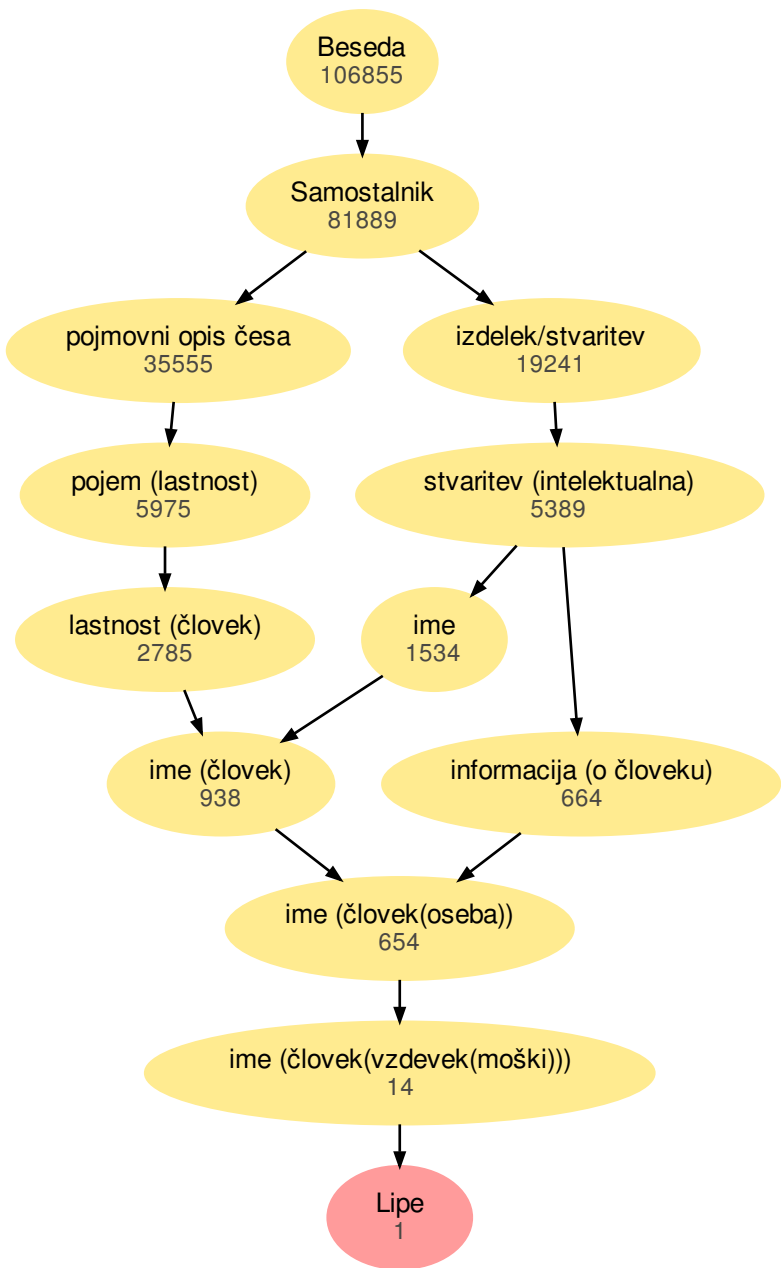 Beseda
106855
Samostalnik
81889
pojmovni opis česa
35555
izdelek/stvaritev
19241
pojem (lastnost)
5975
stvaritev (intelektualna)
5389
lastnost (človek)
2785
ime
1534
ime (človek)
938
informacija (o človeku)
664
ime (človek(oseba))
654
ime (človek(vzdevek(moški)))
14
Lipe
1